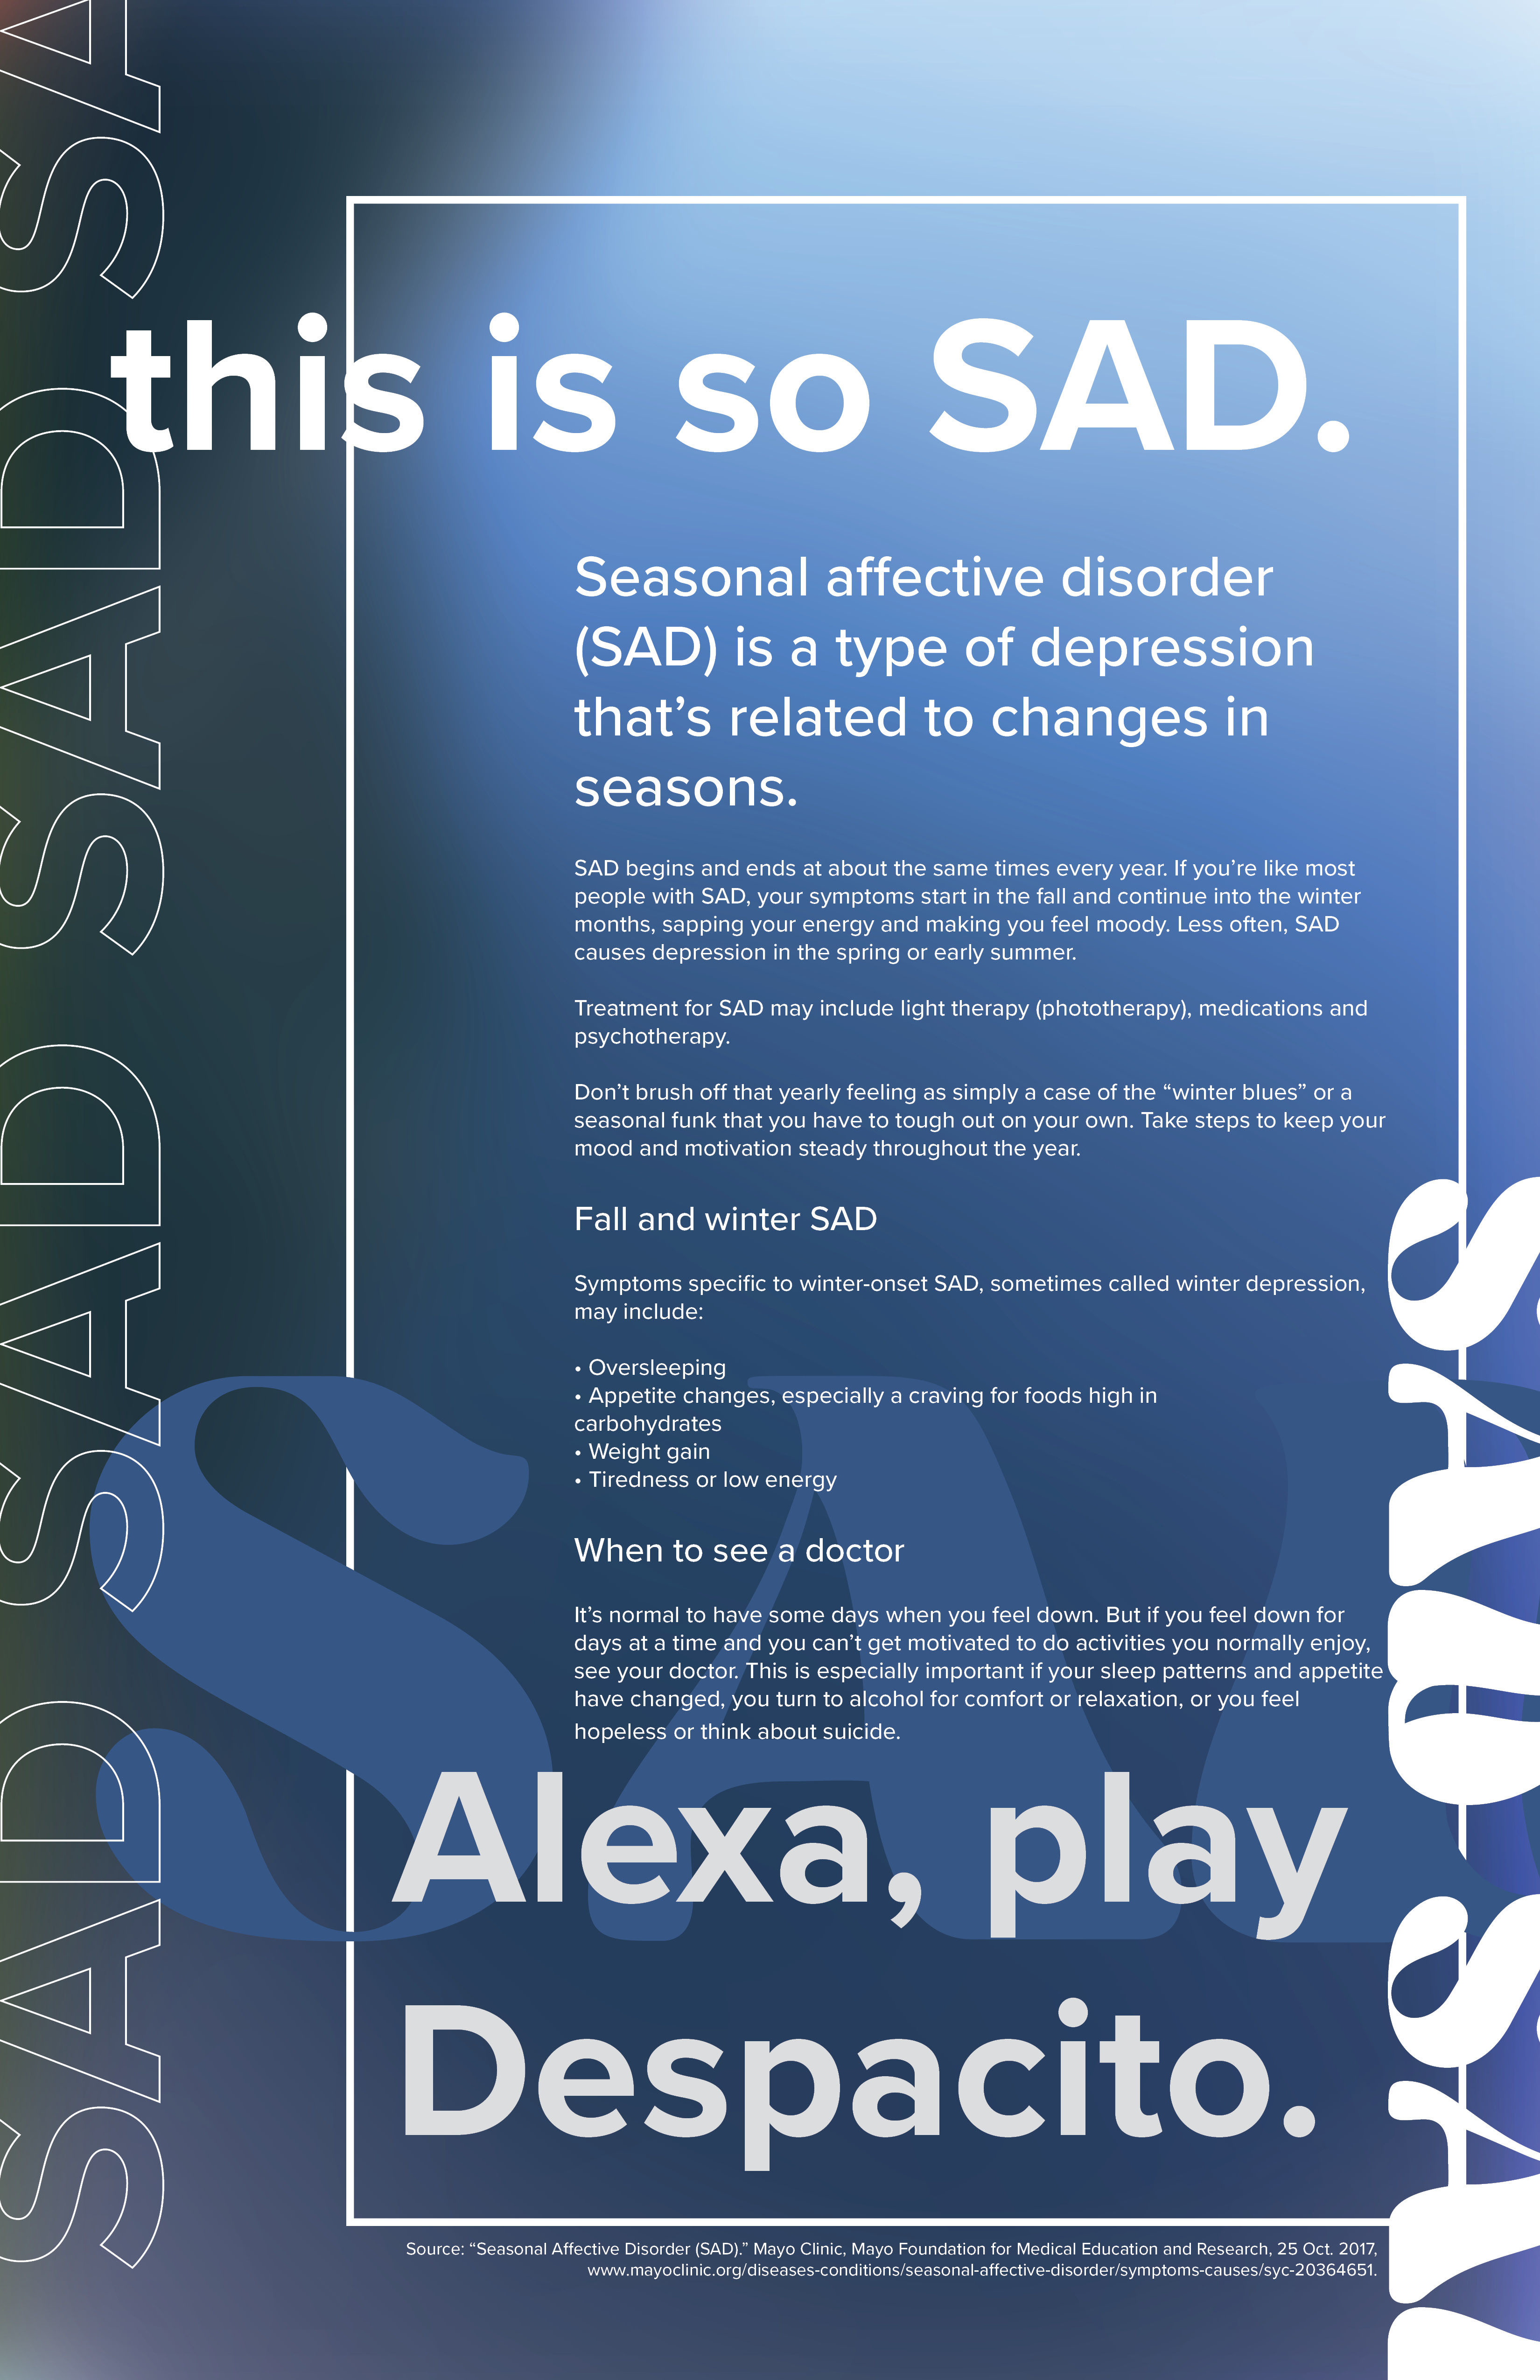 SAD SAD SAD SA
this is so SAD.
Seasonal affective disorder
(SAD) is a type of depression
that’s related to changes in
seasons.
SAD begins and ends at about the same times every year. If you’re like most
people with SAD, your symptoms start in the fall and continue into the winter
months, sapping your energy and making you feel moody. Less often, SAD
causes depression in the spring or early summer.
Treatment for SAD may include light therapy (phototherapy), medications and
psychotherapy.
Don’t brush off that yearly feeling as simply a case of the “winter blues” or a
seasonal funk that you have to tough out on your own. Take steps to keep your
mood and motivation steady throughout the year.
Fall and winter SAD
Symptoms specific to winter-onset SAD, sometimes called winter depression,
may include:
• Oversleeping
• Appetite changes, especially a craving for foods high in
carbohydrates
• Weight gain
• Tiredness or low energy
When to see a doctor
It’s normal to have some days when you feel down. But if you feel down for
days at a time and you can’t get motivated to do activities you normally enjoy,
see your doctor. This is especially important if your sleep patterns and appetite
have changed, you turn to alcohol for comfort or relaxation, or you feel
hopeless or think about suicide.
SAD
Alexa, play
Despacito.
SAD SAD
Source: “Seasonal Affective Disorder (SAD).” Mayo Clinic, Mayo Foundation for Medical Education and Research, 25 Oct. 2017,
www.mayoclinic.org/diseases-conditions/seasonal-affective-disorder/symptoms-causes/syc-20364651.